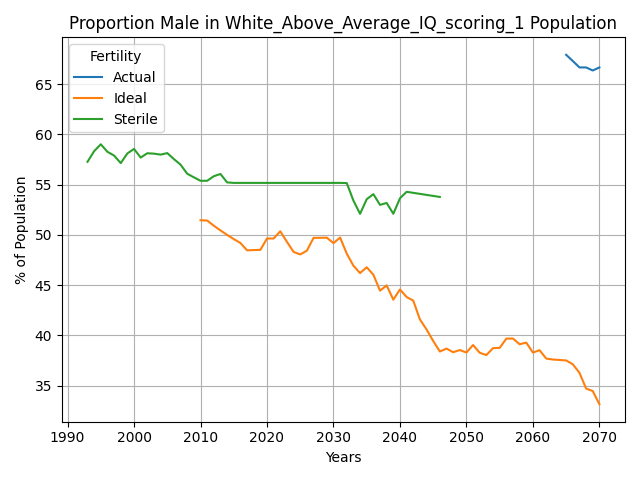 Proportion Male in White_Above_Average_IQ_scoring_1 Population
Fertility
Actual
Ideal
Sterile
% of Population
65
60
55
50
45
40
35
1990 2000 2010 2020 2030 2040 2050 2060 2070
Years